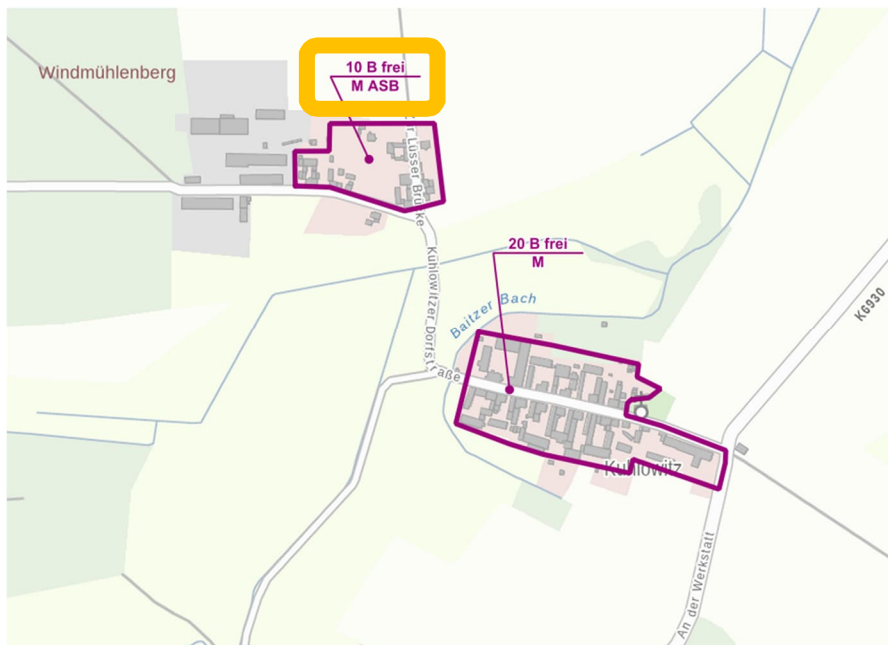 10 B frei
M ASB
Windmühlenberg
r Lüsser Brücke
20 B frei
M
Kuhlowitzer Dorfstraße
Baitzer Bach
K6930
Kuhlowitz
An der Werkstatt